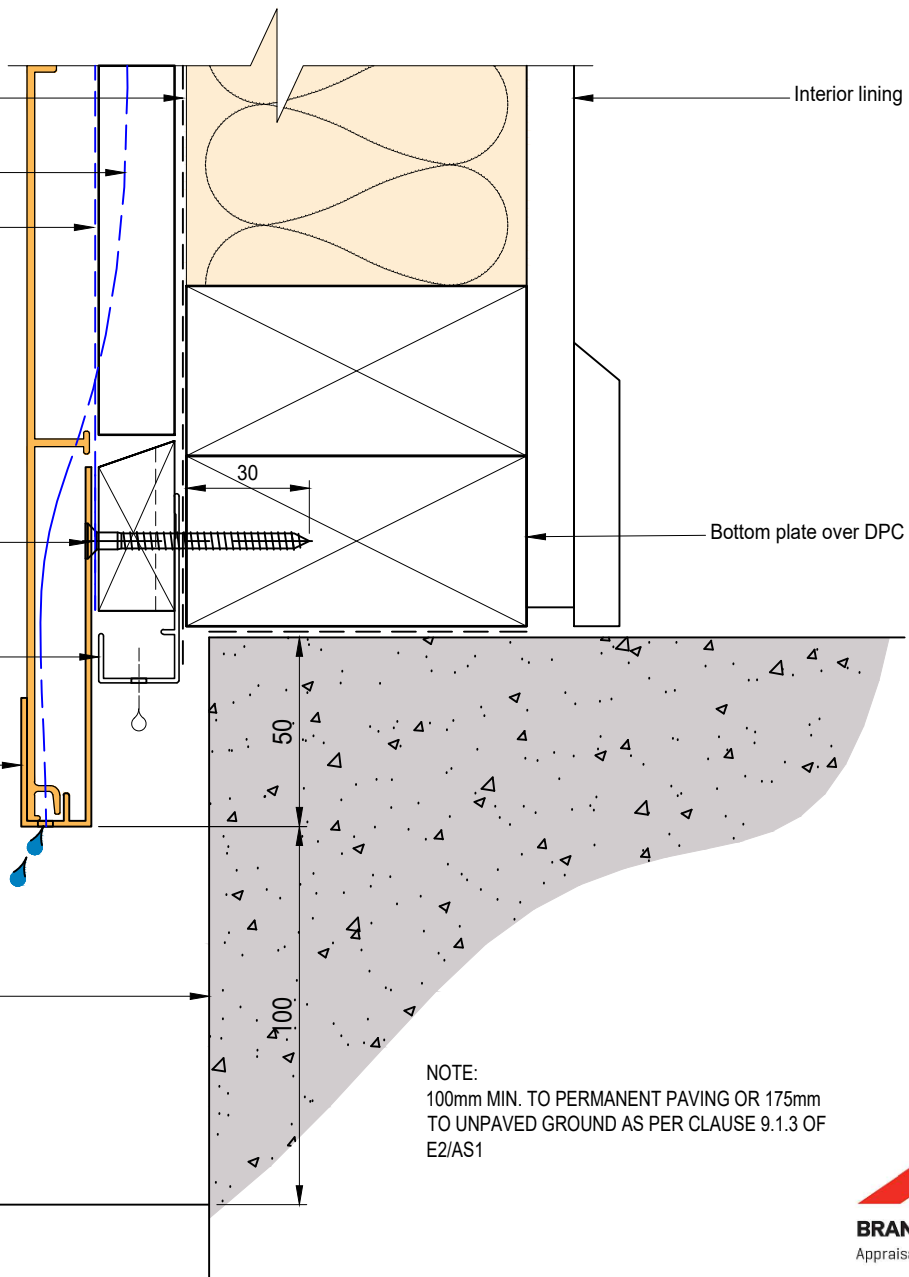 Interior lining
30
Bottom plate over DPC
50
100
NOTE:
100mm MIN. TO PERMANENT PAVING OR 175mm
TO UNPAVED GROUND AS PER CLAUSE 9.1.3 OF
E2/AS1